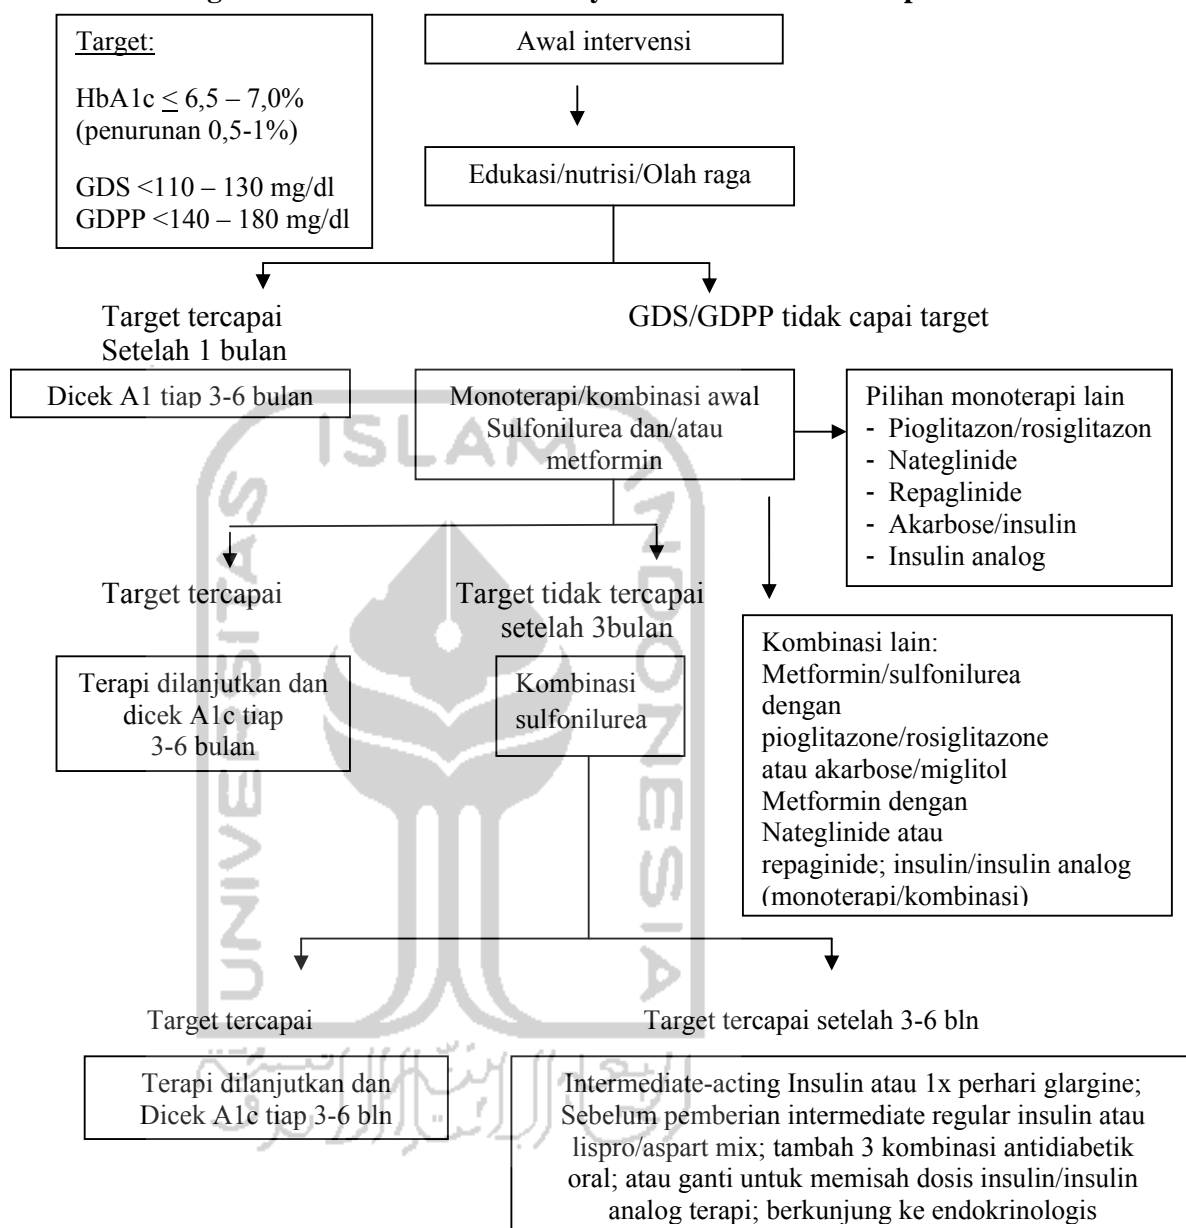 Target:
HbA1c ≤ 6,5 – 7,0%
(penurunan 0,5-1%)
GDS <110 – 130 mg/dl
GDPP <140 – 180 mg/dl
Awal intervensi
Edukasi/nutrisi/Olah raga
Target tercapai
Setelah 1 bulan
GDS/GDPP tidak capai target
Dicek A1 tiap 3-6 bulan
Monoterapi/kombinasi awal
Sulfonilurea dan/atau
metformin
Pilihan monoterapi lain
- Pioglitazon/rosiglitazon
- Nateglinide
- Repaglinide
- Akarbose/insulin
- Insulin analog
Target tercapai
Target tidak tercapai
setelah 3bulan
Terapi dilanjutkan dan
dicek A1c tiap
3-6 bulan
Kombinasi
sulfonilurea
Kombinasi lain:
Metformin/sulfonilurea
dengan
pioglitazone/rosiglitazone
atau akarbose/miglitol
Metformin dengan
Nateglinide atau
repaginide; insulin/insulin analog
(monoterapi/kombinasi)
Target tercapai
Target tercapai setelah 3-6 bln
Terapi dilanjutkan dan
Dicek A1c tiap 3-6 bln
Intermediate-acting Insulin atau 1x perhari glargine;
Sebelum pemberian intermediate regular insulin atau
lispro/aspart mix; tambah 3 kombinasi antidiabetik
oral; atau ganti untuk memisah dosis insulin/insulin
analog terapi; berkunjung ke endokrinologis
UNIVERSITAS
ISLAM
INDONESIA